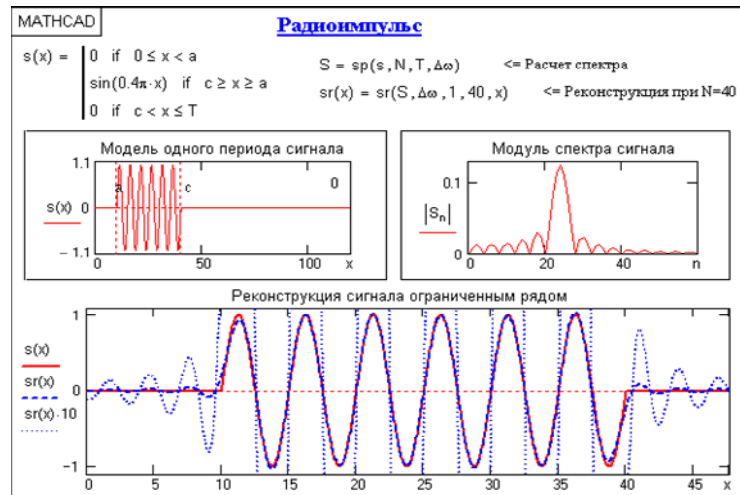 MATHCAD
Радиоимпульс
s(x) = 0 if 0 ≤ x < a
sin(0.4π·x) if c ≥ x ≥ a
0 if c < x ≤ T
S = sp(s,N,T,Δω) <= Расчет спектра
sr(x) = sr(S,Δω,1,40,x) <= Реконструкция при N=40
Модель одного периода сигнала
1.1
a
c
0
s(x) 0
− 1.1
0 50 100 x
Модуль спектра сигнала
0.1
|Sn|
0
0 20 40 n
Реконструкция сигнала ограниченным рядом
1
s(x)
sr(x)
0
sr(x)·10
−1
0 5 10 15 20 25 30 35 40 45 x